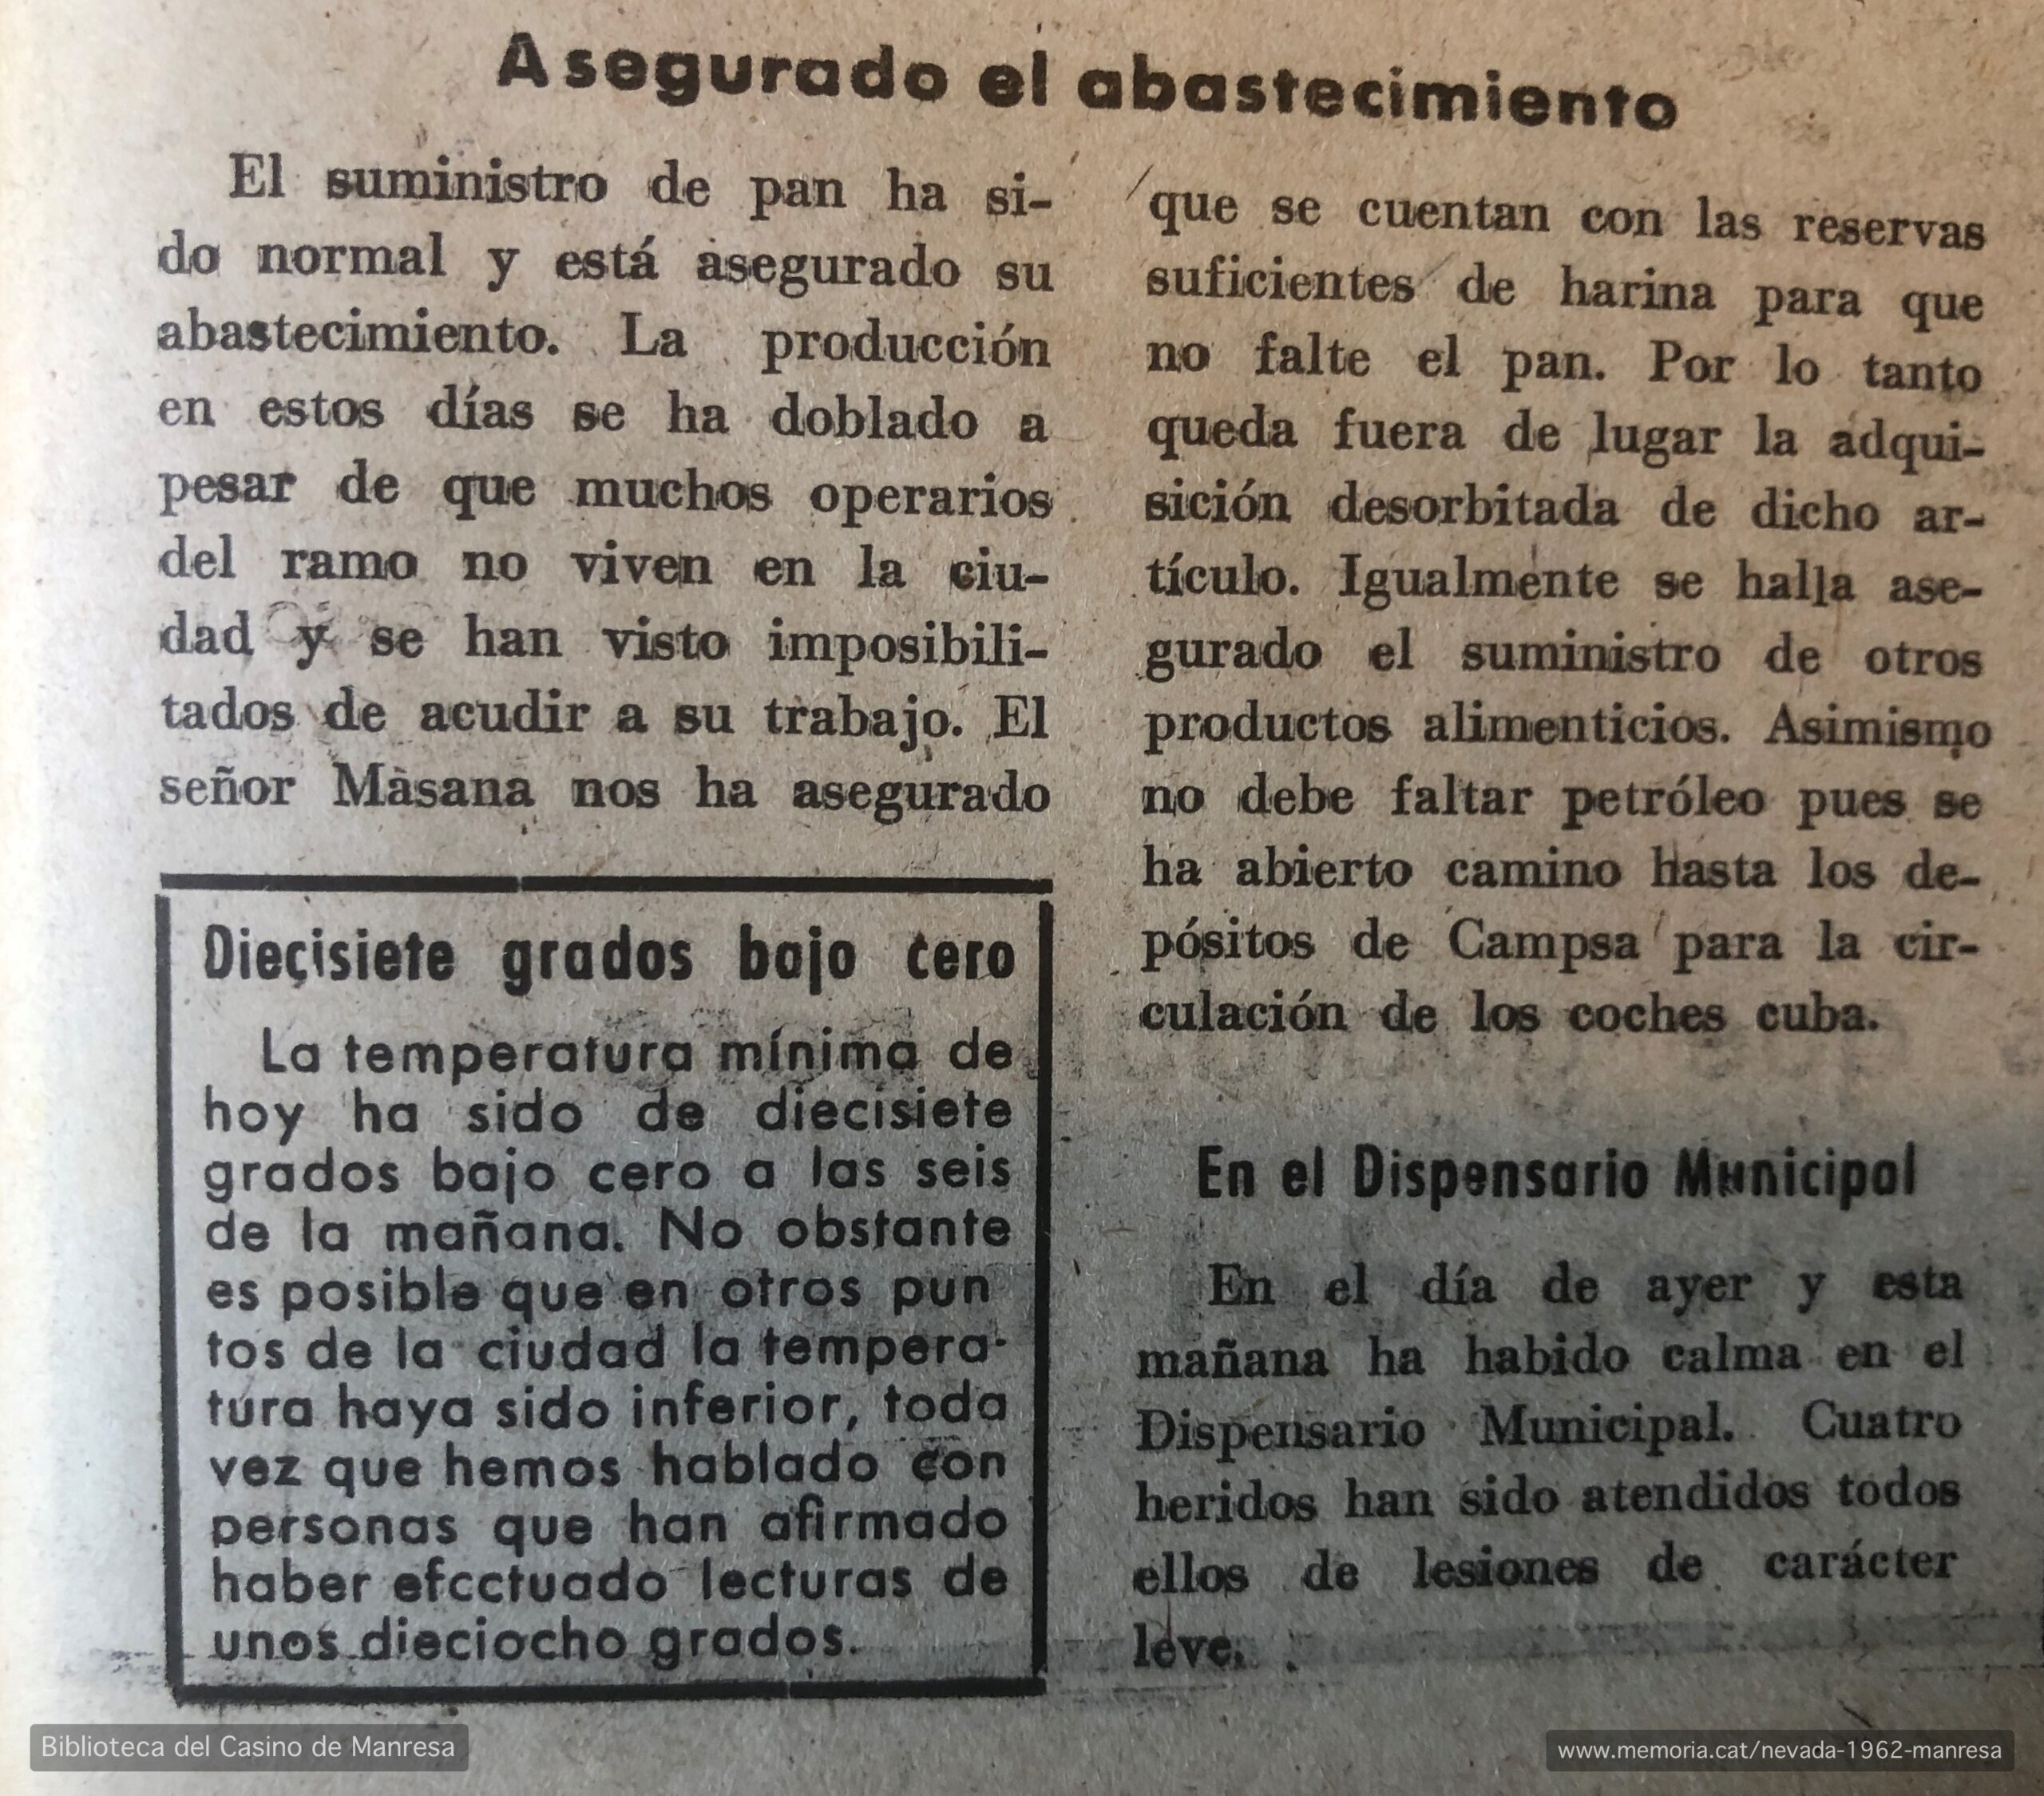 Asegurado el abastecimiento
El suministro de pan ha si-
do normal y está asegurado su
abastecimiento. La producción
en estos días se ha doblado a
pesar de que muchos operarios
del ramo no viven en la ciu-
dad y se han visto imposibili-
tados de acudir a su trabajo. El
señor Masana nos ha asegurado
que se cuentan con las reservas
suficientes de harina para que
no falte el pan. Por lo tanto
queda fuera de lugar la adqui-
sición desorbitada de dicho ar-
tículo. Igualmente se halla ase-
gurado el suministro de otros
productos alimenticios. Asimismo
no debe faltar petróleo pues se
ha abierto camino hasta los de-
pósitos de Campsa para la cir-
culación de los coches cuba.
Diecisiete grados bajo cero
La temperatura mínima de
hoy ha sido de diecisiete
grados bajo cero a las seis
de la mañana. No obstante
es posible que en otros pun
tos de la ciudad la tempera-
tura haya sido inferior, toda
vez que hemos hablado con
personas que han afirmado
haber efcctuado lecturas de
unos dieciocho grados.
En el Dispensario Municipal
En el día de ayer y esta
mañana ha habido calma en el
Dispensario Municipal. Cuatro
heridos han sido atendidos todos
ellos de lesiones de carácter
leve.
Biblioteca del Casino de Manresa
www.memoria.cat/nevada-1962-manresa